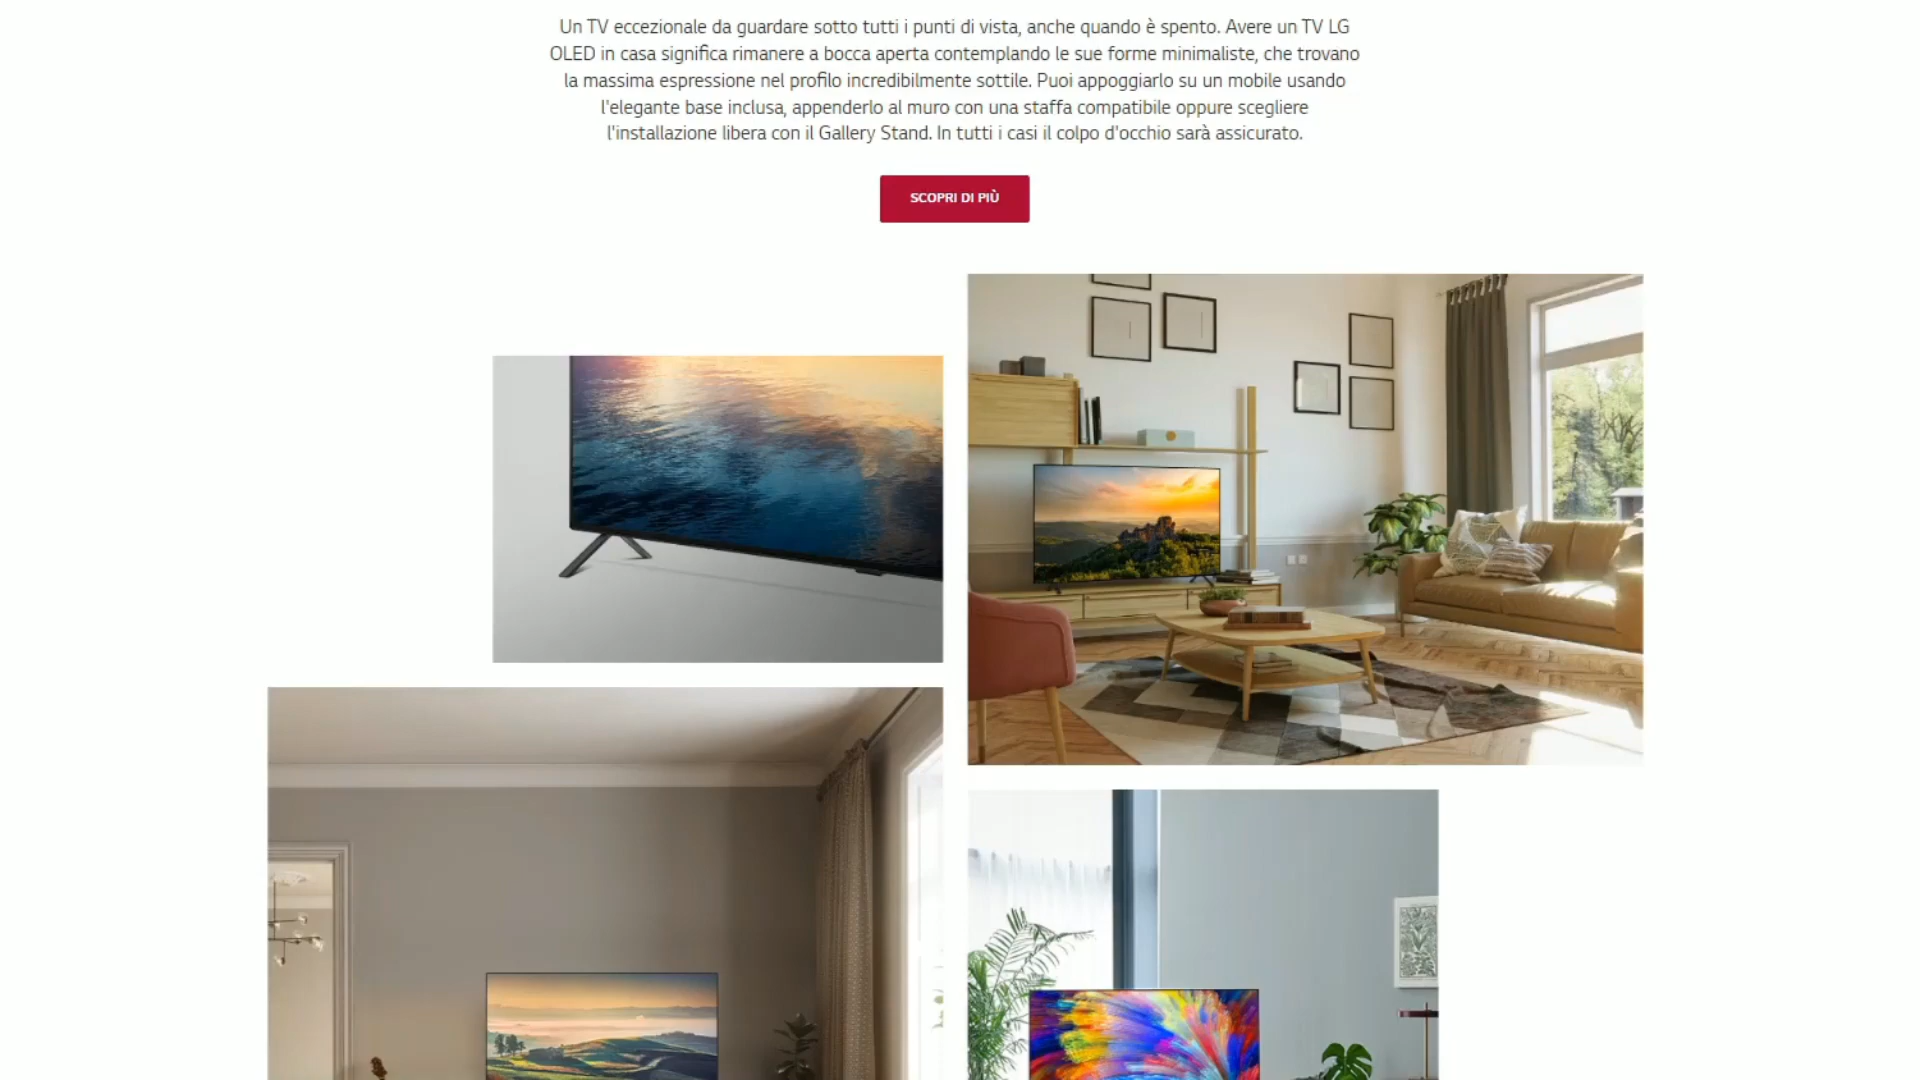 Un TV eccezionale da guardare sotto tutti i punti di vista, anche quando è spento. Avere un TV LG
OLED in casa significa rimanere a bocca aperta contemplando le sue forme minimaliste, che trovano
la massima espressione nel profilo incredibilmente sottile. Puoi appoggiarlo su un mobile usando
l'elegante base inclusa, appenderlo al muro con una staffa compatibile oppure scegliere
l'installazione libera con il Gallery Stand. In tutti i casi il colpo d'occhio sarà assicurato.
SCOPRI DI PIÙ